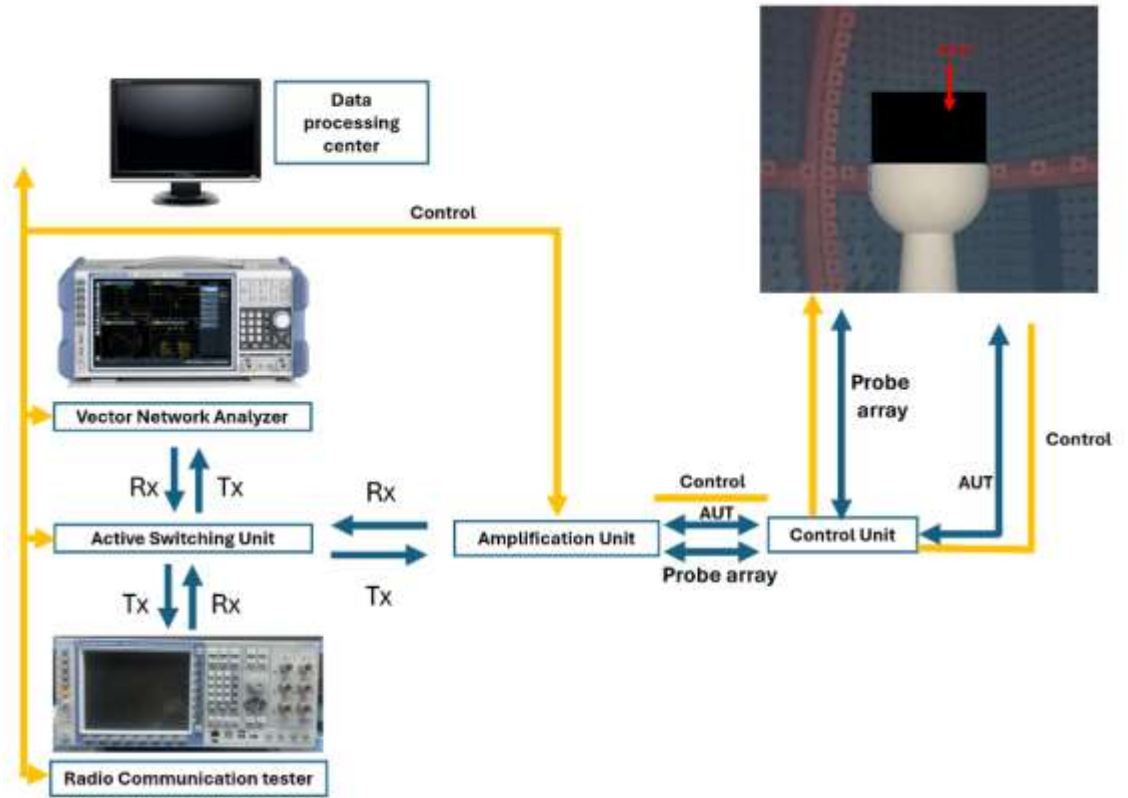 Data
processing
center
Control
Vector Network Analyzer
Rx
Tx
Rx
Active Switching Unit
Tx
Amplification Unit
Control
AUT
Probe array
Control Unit
Probe
array
AUT
Control
Tx
Rx
Radio Communication tester